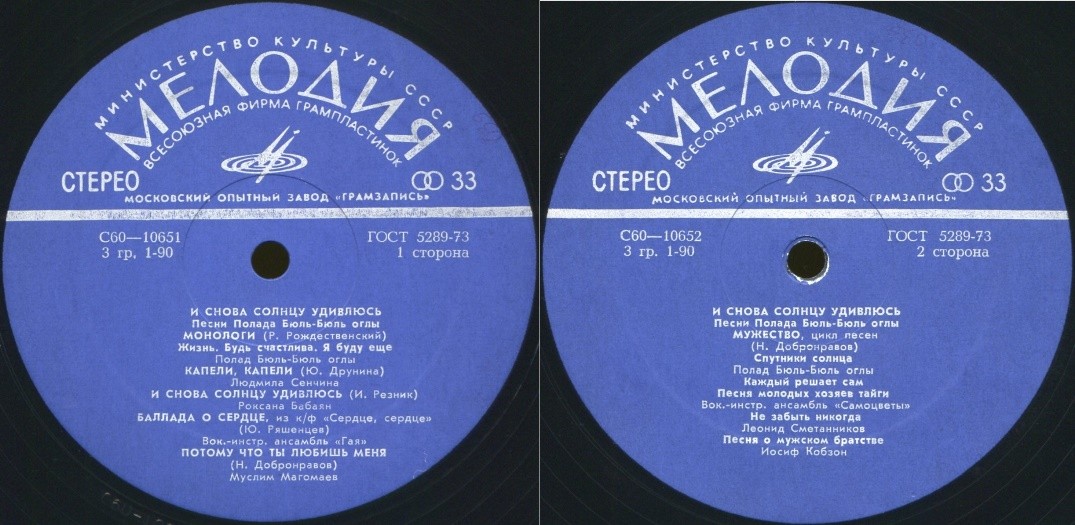 МИНИСТЕРСТВО КУЛЬТУРЫ СССР
МЕЛОДИЯ
ВСЕСОЮЗНАЯ ФИРМА ГРАМПЛАСТИНОК
СТЕРЕО
33
МОСКОВСКИЙ ОПЫТНЫЙ ЗАВОД «ГРАМЗАПИСЬ»
С60—10651
ГОСТ 5289-73
3 гр. 1-90
1 сторона
И СНОВА СОЛНЦУ УДИВЛЮСЬ
Песни Полада Бюль-Бюль оглы
МОНОЛОГИ (Р. Рождественский)
Жизнь. Будь счастлива. Я буду еще
Полад Бюль-Бюль оглы
КАПЕЛИ, КАПЕЛИ (Ю. Друнина)
Людмила Сенчина
И СНОВА СОЛНЦУ УДИВЛЮСЬ (И. Резник)
Роксана Бабаян
БАЛЛАДА О СЕРДЦЕ, из к/ф «Сердце, сердце»
(Ю. Ряшенцев)
Вок.-инстр. ансамбль «Гая»
ПОТОМУ ЧТО ТЫ ЛЮБИШЬ МЕНЯ
(Н. Добронравов)
Муслим Магомаев
МИНИСТЕРСТВО КУЛЬТУРЫ СССР
МЕЛОДИЯ
ВСЕСОЮЗНАЯ ФИРМА ГРАМПЛАСТИНОК
СТЕРЕО
33
МОСКОВСКИЙ ОПЫТНЫЙ ЗАВОД «ГРАМЗАПИСЬ»
С60—10652
ГОСТ 5289-73
3 гр. 1-90
2 сторона
И СНОВА СОЛНЦУ УДИВЛЮСЬ
Песни Полада Бюль-Бюль оглы
МУЖЕСТВО, цикл песен
(Н. Добронравов)
Спутники солнца
Полад Бюль-Бюль оглы
Каждый решает сам
Песня молодых хозяев тайги
Вок.-инстр. ансамбль «Самоцветы»
Не забыть никогда
Леонид Сметанников
Песня о мужском братстве
Иосиф Кобзон